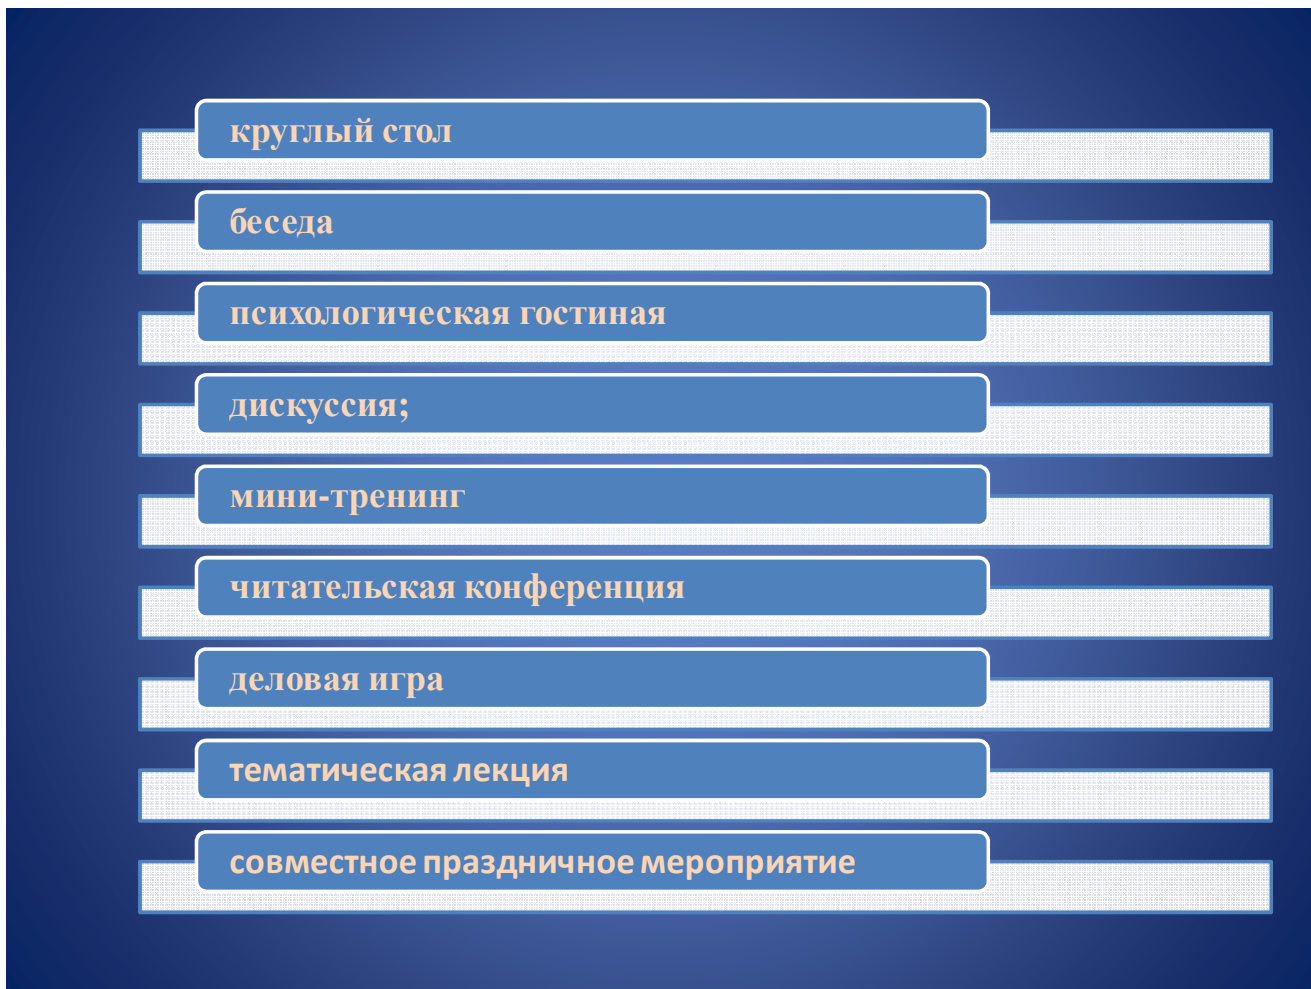 круглый стол
беседа
психологическая гостиная
дискуссия;
мини-тренинг
читательская конференция
деловая игра
тематическая лекция
совместное праздничное мероприятие